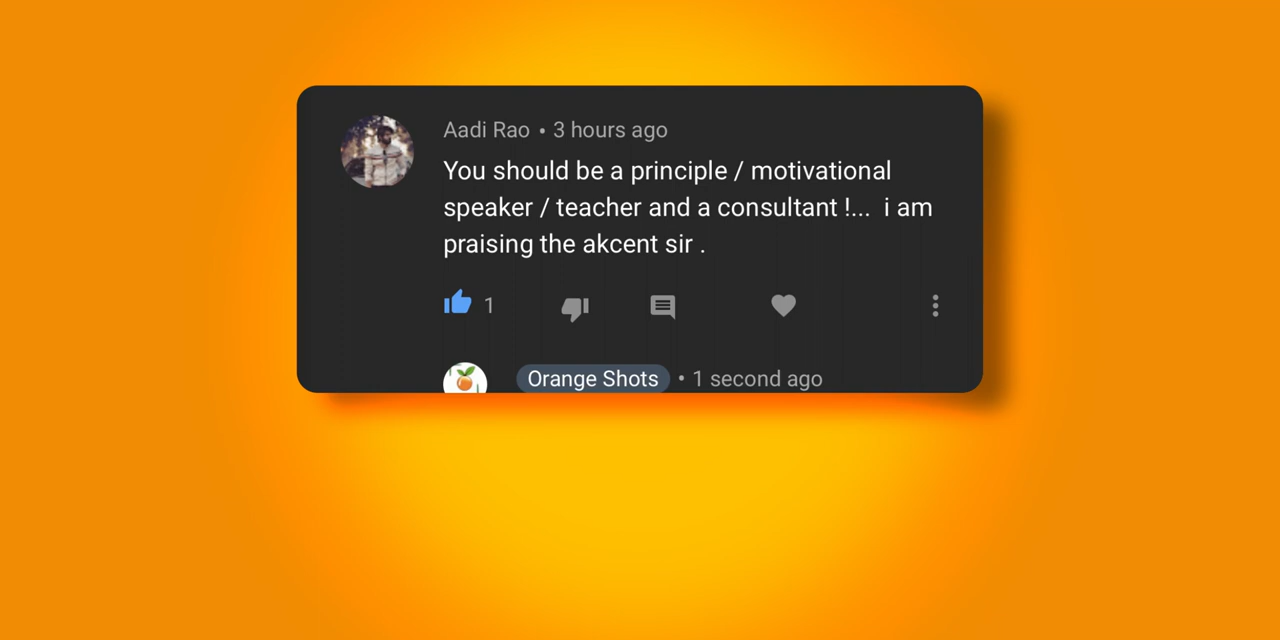 Aadi Rao • 3 hours ago
You should be a principle / motivational
speaker / teacher and a consultant !...  i am
praising the akcent sir .
1
Orange Shots • 1 second ago